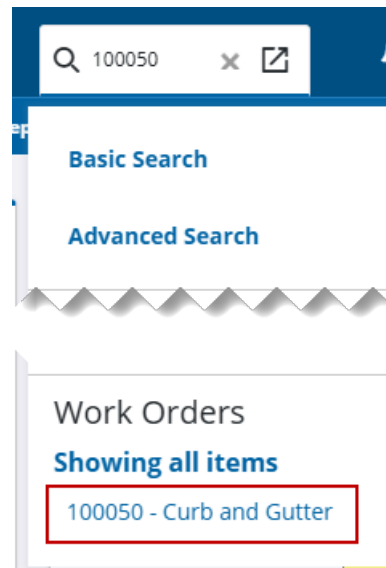 100050
Basic Search
Advanced Search
Work Orders
Showing all items
100050 - Curb and Gutter